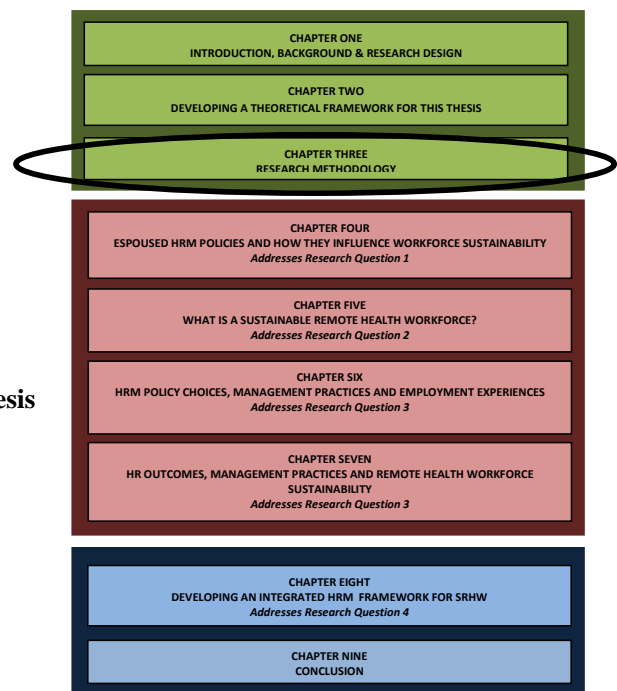 CHAPTER ONE
INTRODUCTION, BACKGROUND & RESEARCH DESIGN
CHAPTER TWO
DEVELOPING A THEORETICAL FRAMEWORK FOR THIS THESIS
CHAPTER THREE
RESEARCH METHODOLOGY
CHAPTER FOUR
ESPOUSED HRM POLICIES AND HOW THEY INFLUENCE WORKFORCE SUSTAINABILITY
Addresses Research Question 1
CHAPTER FIVE
WHAT IS A SUSTAINABLE REMOTE HEALTH WORKFORCE?
Addresses Research Question 2
CHAPTER SIX
HRM POLICY CHOICES, MANAGEMENT PRACTICES AND EMPLOYMENT EXPERIENCES
Addresses Research Question 3
esis
CHAPTER SEVEN
HR OUTCOMES, MANAGEMENT PRACTICES AND REMOTE HEALTH WORKFORCE
SUSTAINABILITY
Addresses Research Question 3
CHAPTER EIGHT
DEVELOPING AN INTEGRATED HRM FRAMEWORK FOR SRHW
Addresses Research Question 4
CHAPTER NINE
CONCLUSION